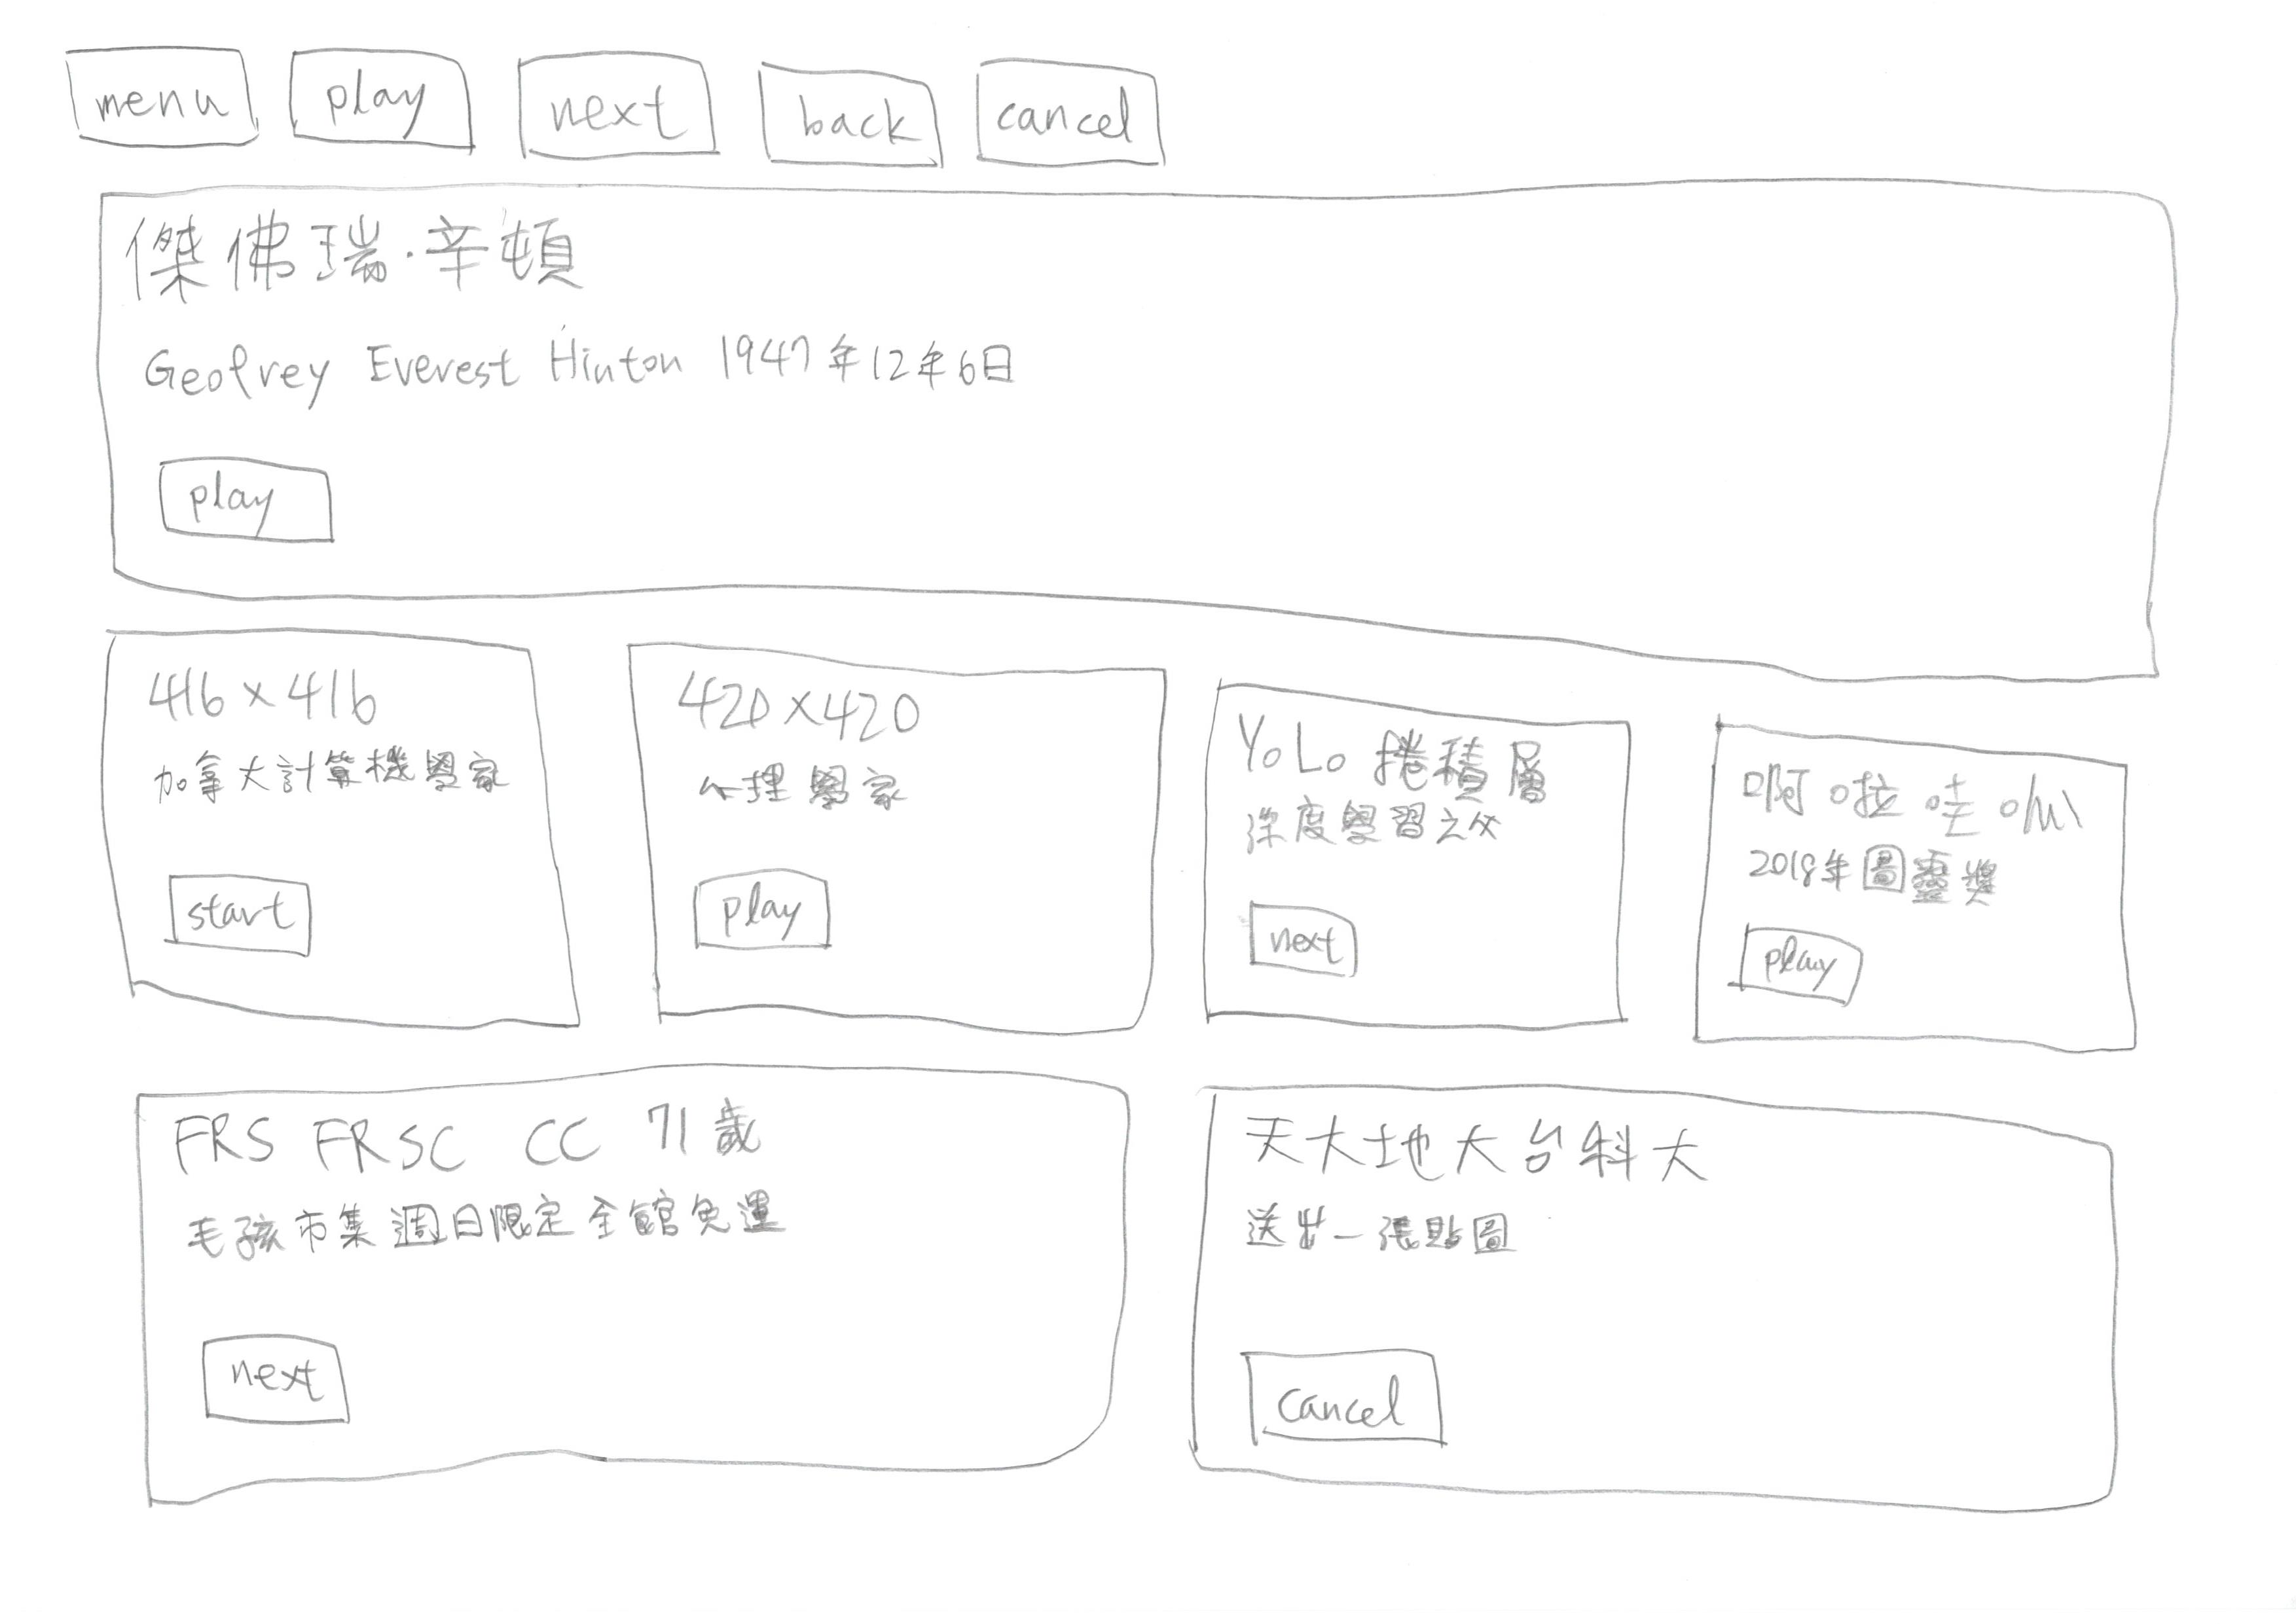 menu
play
next
back
cancel
傑佛瑞·辛頓
Geofrey Everest Hinton 1947年12年6日
play
416×416
加拿大計算機學家
start
420×420
心理學家
play
YoLo 捲積層
深度學習之父
next
啊啦哇
2018年圖靈獎
play
FRS FRSC CC 71歲
毛孩市集週日限定全館免運
next
天大地大台科大
送出一張貼圖
cancel